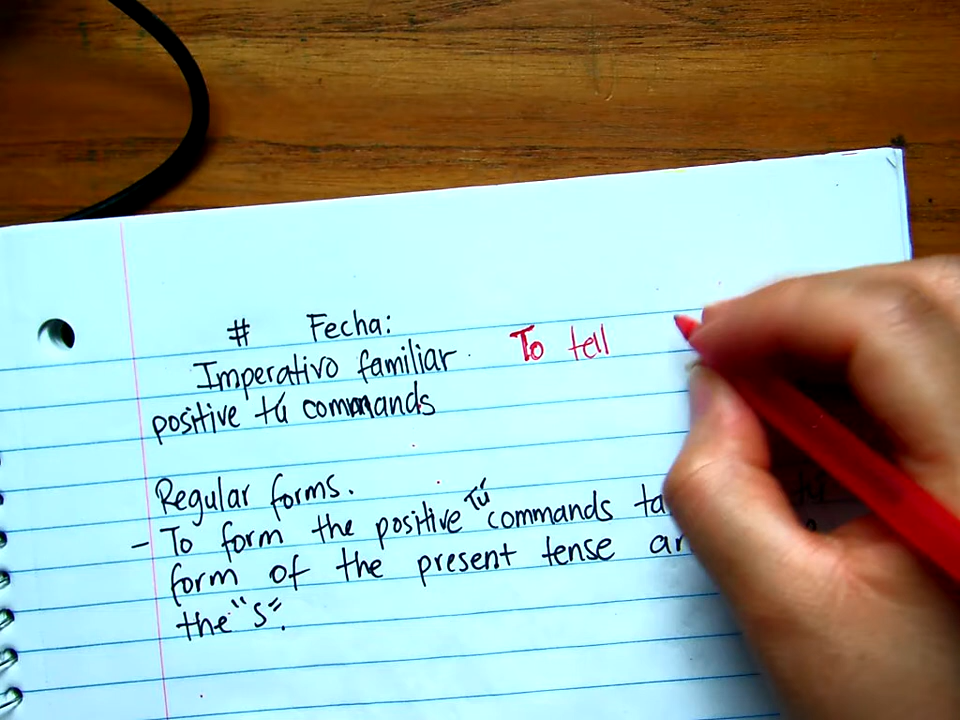 # Fecha:
Imperativo familiar. To tell
positive tú commands
Regular forms.
- To form the positive Tú commands ta
form of the present tense
the "S".